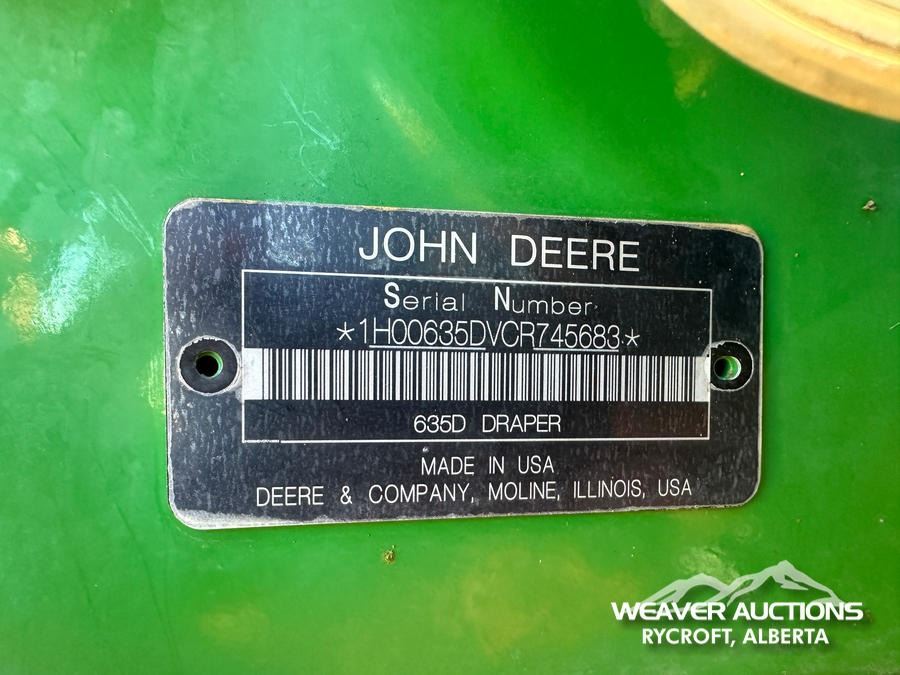 JOHN DEERE
Serial Number
*1H00635DVCR745683*
635D DRAPER
MADE IN USA
DEERE & COMPANY, MOLINE, ILLINOIS, USA
WEAVER AUCTIONS
RYCROFT, ALBERTA